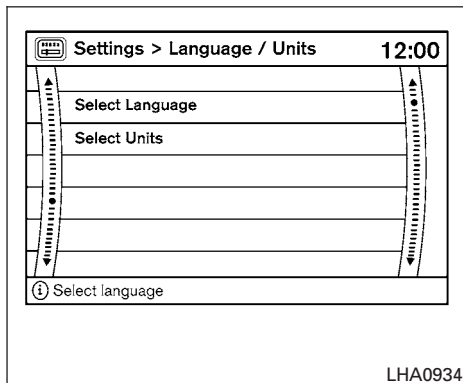 Settings > Language / Units 12:00
Select Language
Select Units
i Select language
LHA0934